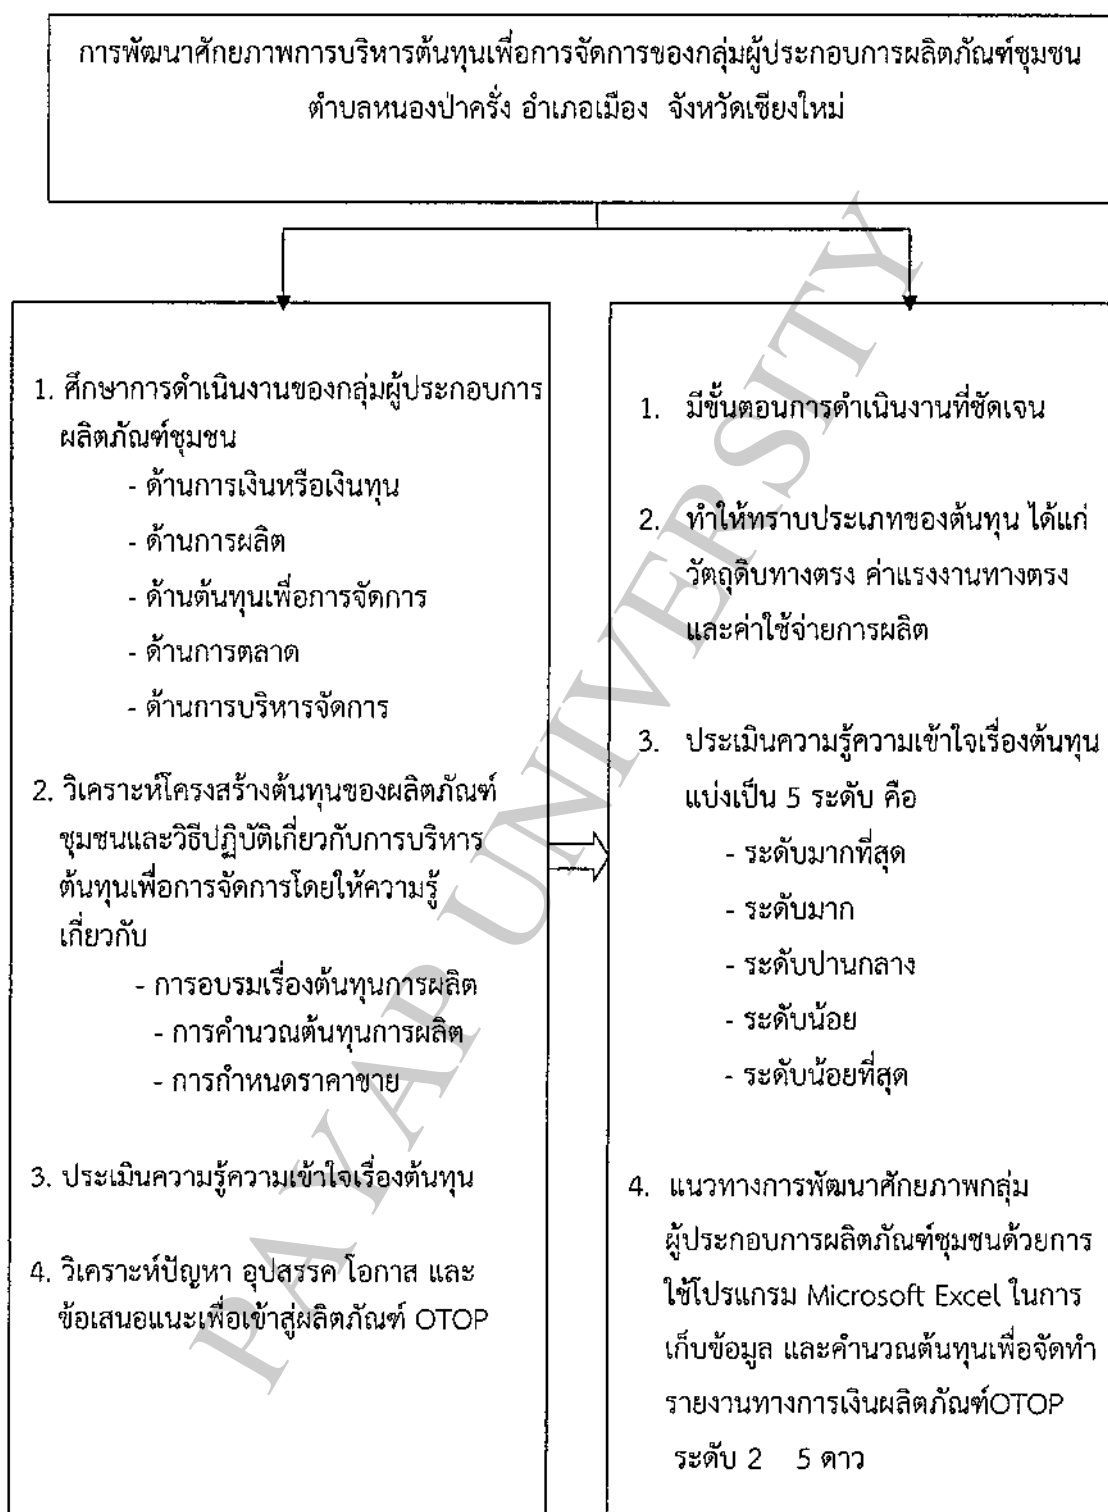 การพัฒนาศักยภาพการบริหารต้นทุนเพื่อการจัดการของกลุ่มผู้ประกอบการผลิตภัณฑ์ชุมชน
ตำบลหนองป่าครั่ง อำเภอเมือง จังหวัดเชียงใหม่
1. ศึกษาการดำเนินงานของกลุ่มผู้ประกอบการ
ผลิตภัณฑ์ชุมชน
- ด้านการเงินหรือเงินทุน
- ด้านการผลิต
- ด้านต้นทุนเพื่อการจัดการ
- ด้านการตลาด
- ด้านการบริหารจัดการ
2. วิเคราะห์โครงสร้างต้นทุนของผลิตภัณฑ์
ชุมชนและวิธีปฏิบัติเกี่ยวกับการบริหาร
ต้นทุนเพื่อการจัดการโดยให้ความรู้
เกี่ยวกับ
- การอบรมเรื่องต้นทุนการผลิต
- การคำนวณต้นทุนการผลิต
- การกำหนดราคาขาย
3. ประเมินความรู้ความเข้าใจเรื่องต้นทุน
4. วิเคราะห์ปัญหา อุปสรรค โอกาส และ
ข้อเสนอแนะเพื่อเข้าสู่ผลิตภัณฑ์ OTOP
1. มีขั้นตอนการดำเนินงานที่ชัดเจน
2. ทำให้ทราบประเภทของต้นทุน ได้แก่
วัตถุดิบทางตรง ค่าแรงงานทางตรง
และค่าใช้จ่ายการผลิต
3. ประเมินความรู้ความเข้าใจเรื่องต้นทุน
แบ่งเป็น 5 ระดับ คือ
- ระดับมากที่สุด
- ระดับมาก
- ระดับปานกลาง
- ระดับน้อย
- ระดับน้อยที่สุด
4. แนวทางการพัฒนาศักยภาพกลุ่ม
ผู้ประกอบการผลิตภัณฑ์ชุมชนด้วยการ
ใช้โปรแกรม Microsoft Excel ในการ
เก็บข้อมูล และคำนวณต้นทุนเพื่อจัดทำ
รายงานทางการเงินผลิตภัณฑ์OTOP
ระดับ 2 5 ดาว
PAYAP UNIVERSITY